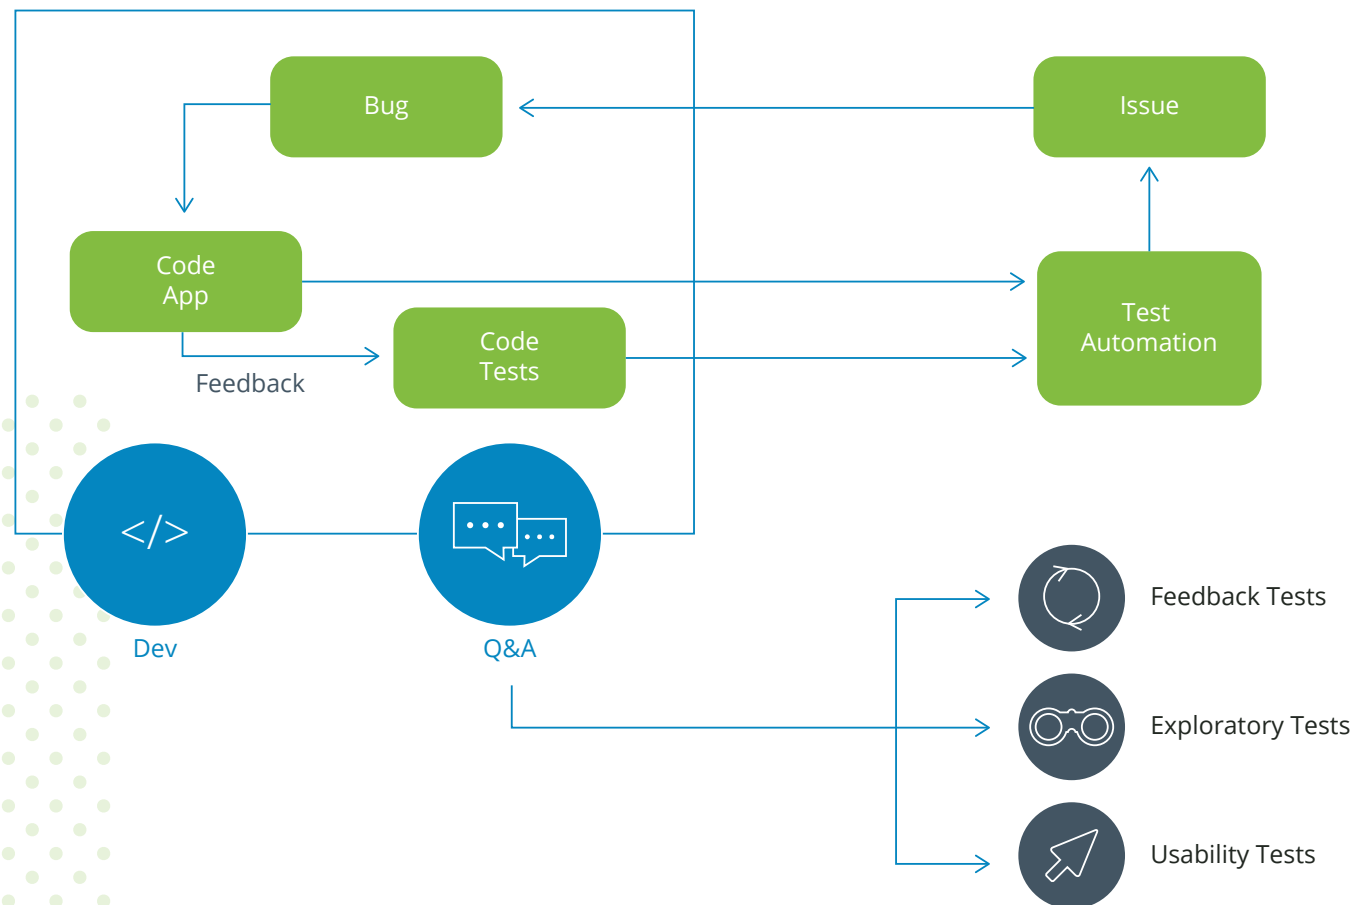 Bug
Issue
Code
App
Code
Tests
Test
Automation
Feedback
</>
Dev
Q&A
Feedback Tests
Exploratory Tests
Usability Tests